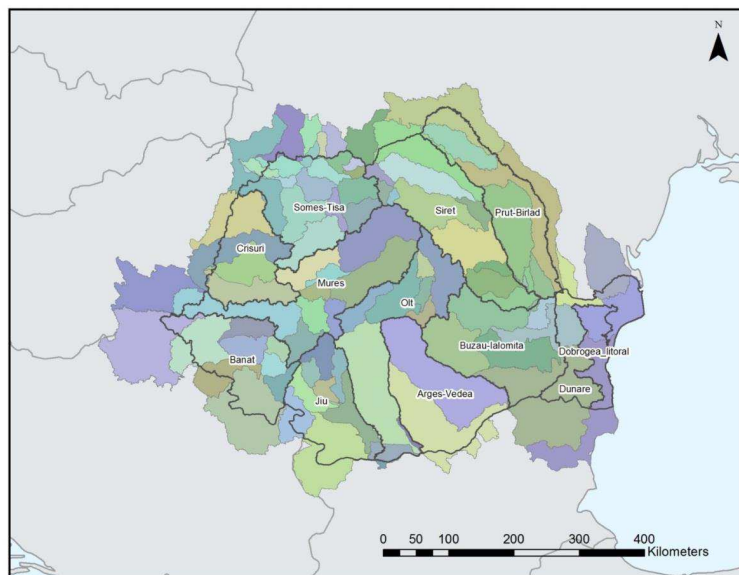 N
Somes-Tisa
Siret
Prut-Birlad
Crisuri
Mures
Olt
Buzau-Ialomita
Dobrogea_litoral
Banat
Dunare
Arges-Vedea
Jiu
0 50 100 200 300 400
Kilometers